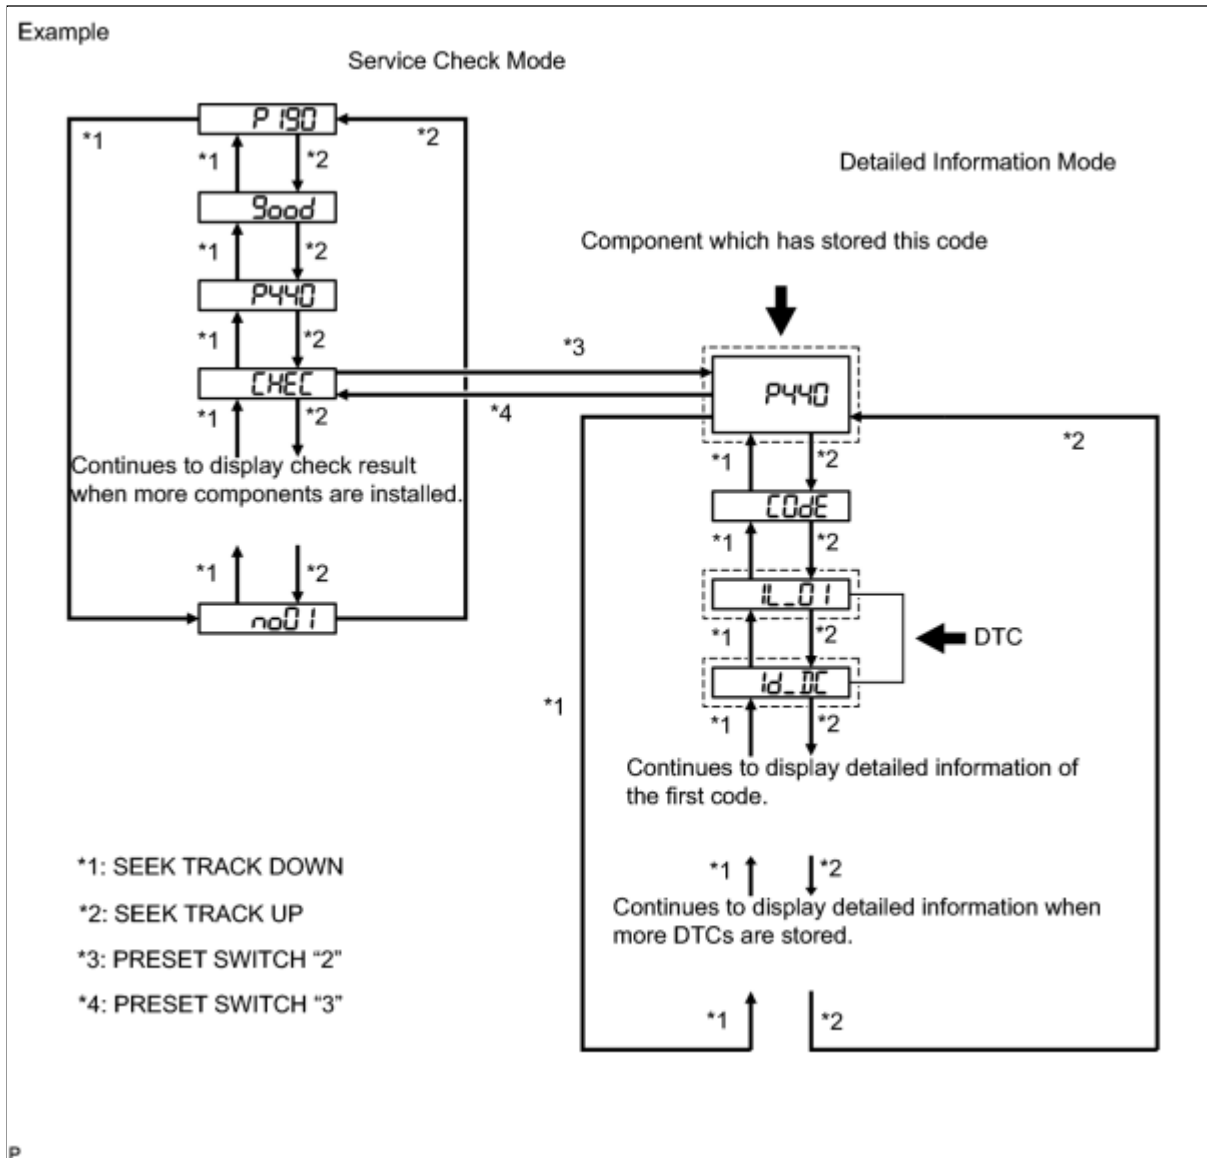 Example
Service Check Mode
P190
*1
*2
*1
*2
good
*1
*2
P440
*1
*2
CHEC
*1
*2
Continues to display check result
when more components are installed.
*1
*2
no01
*3
*4
Detailed Information Mode
Component which has stored this code
P440
*2
*1
*2
COdE
*1
*2
1L_01
*1
*2
DTC
1d_DC
*1
*1
*2
Continues to display detailed information of
the first code.
*1
*2
Continues to display detailed information when
more DTCs are stored.
*1
*2
*1: SEEK TRACK DOWN
*2: SEEK TRACK UP
*3: PRESET SWITCH “2”
*4: PRESET SWITCH “3”
P